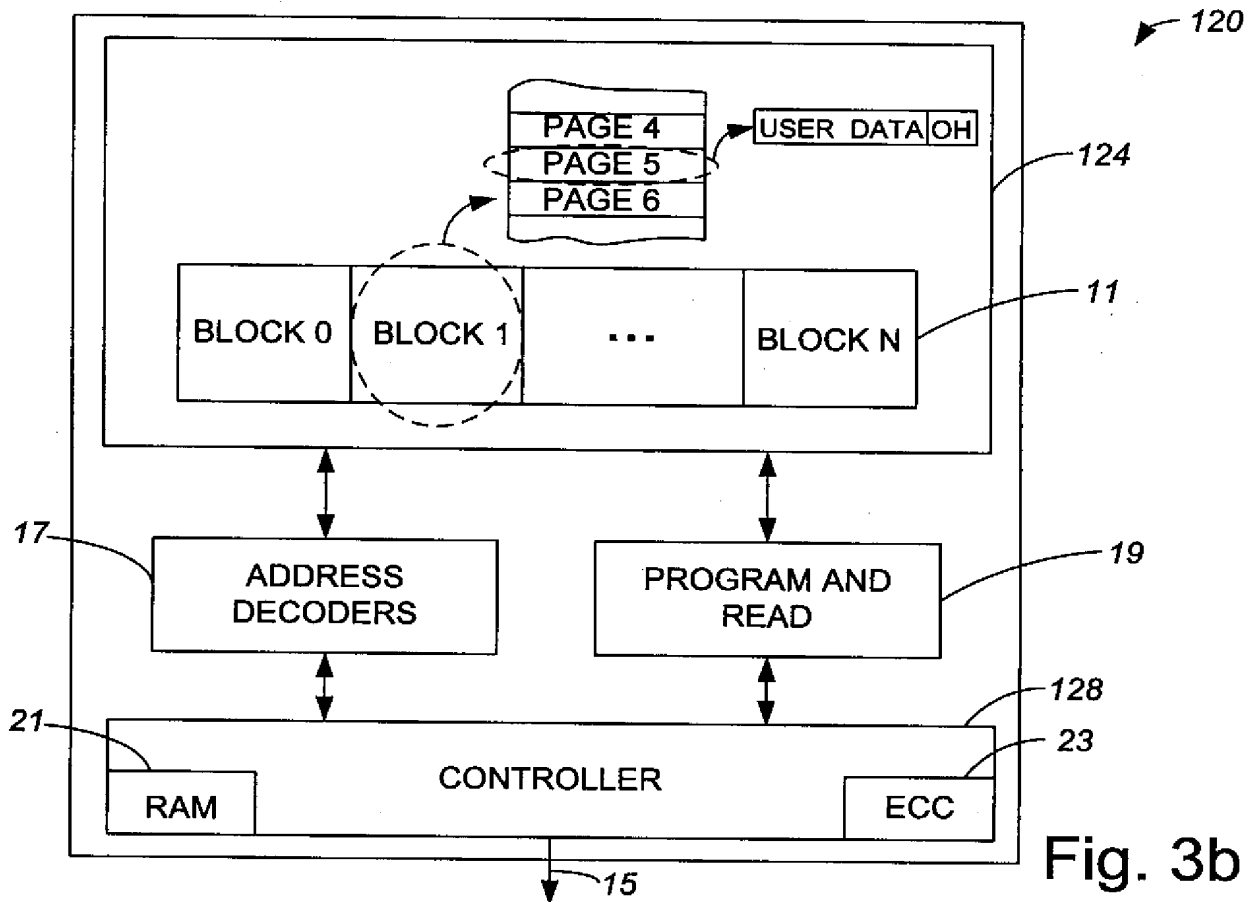 120
PAGE 4
PAGE 5
PAGE 6
USER DATA OH
124
BLOCK 0
BLOCK 1
...
BLOCK N
11
17
ADDRESS
DECODERS
PROGRAM AND
READ
19
128
21
23
RAM
CONTROLLER
ECC
15
Fig. 3b